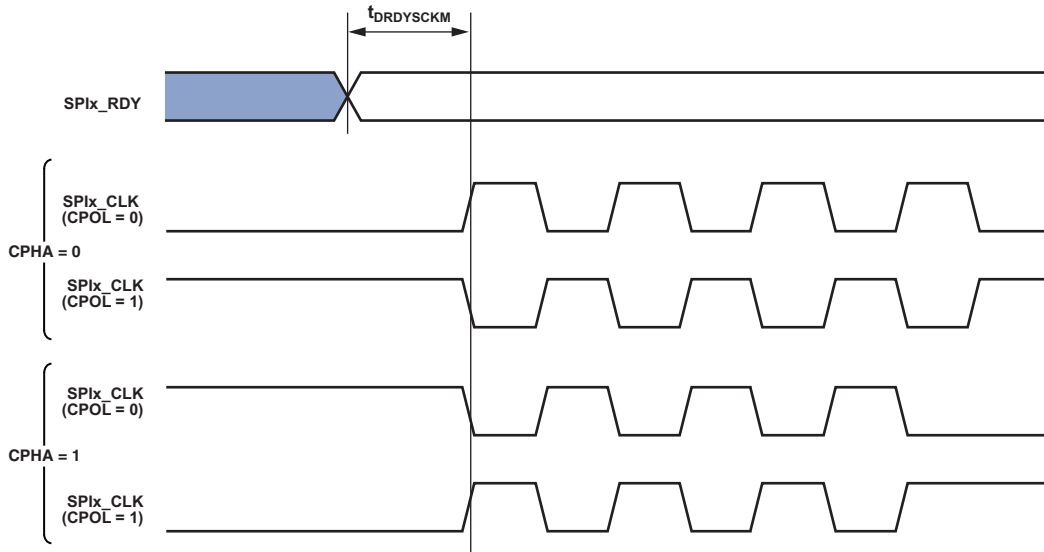 tDRDYSCKM
SPIx_RDY
SPIx_CLK
(CPOL = 0)
CPHA = 0
SPIx_CLK
(CPOL = 1)
SPIx_CLK
(CPOL = 0)
CPHA = 1
SPIx_CLK
(CPOL = 1)